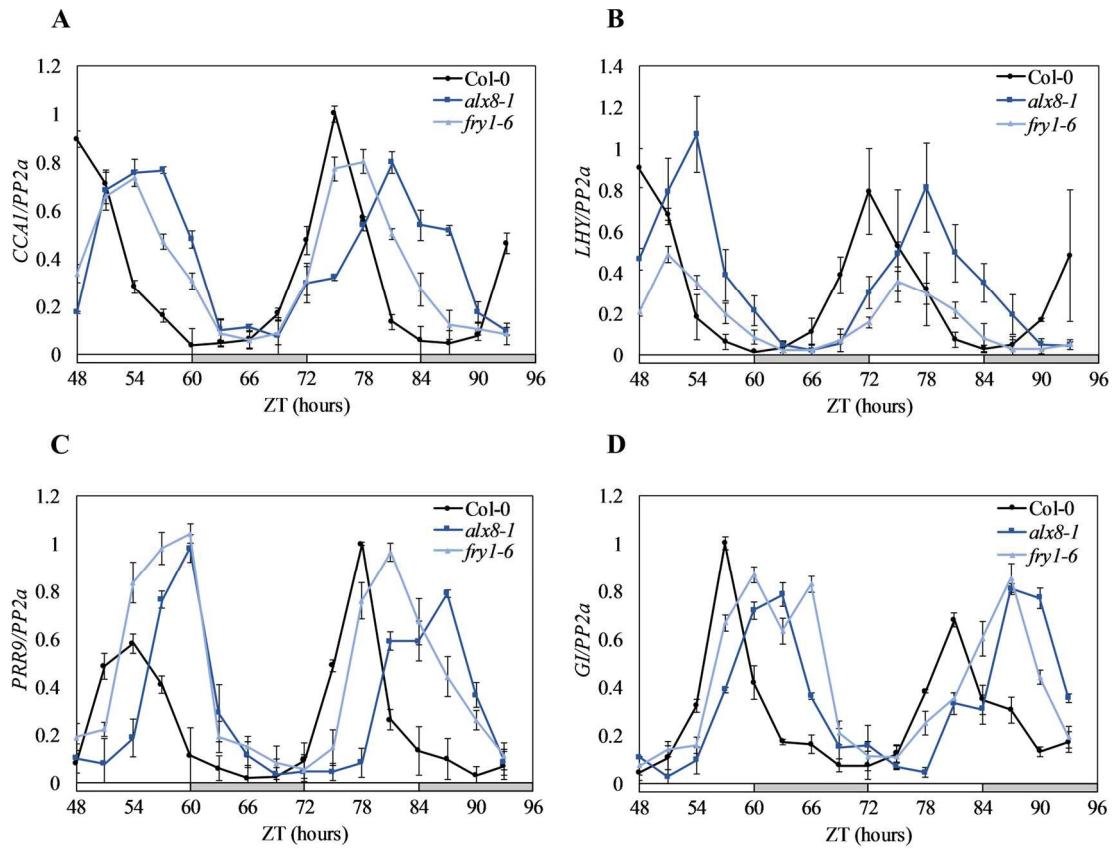 A
1.2
1
0.8
0.6
0.4
0.2
0
CCA1/PP2a
Col-0
alx8-1
fry1-6
48 54 60 66 72 78 84 90 96
ZT (hours)
B
1.4
1.2
1
0.8
0.6
0.4
0.2
0
LHY/PP2a
Col-0
alx8-1
fry1-6
48 54 60 66 72 78 84 90 96
ZT (hours)
C
1.2
1
0.8
0.6
0.4
0.2
0
PRR9/PP2a
Col-0
alx8-1
fry1-6
48 54 60 66 72 78 84 90 96
ZT (hours)
D
1.2
1
0.8
0.6
0.4
0.2
0
GI/PP2a
Col-0
alx8-1
fry1-6
48 54 60 66 72 78 84 90 96
ZT (hours)